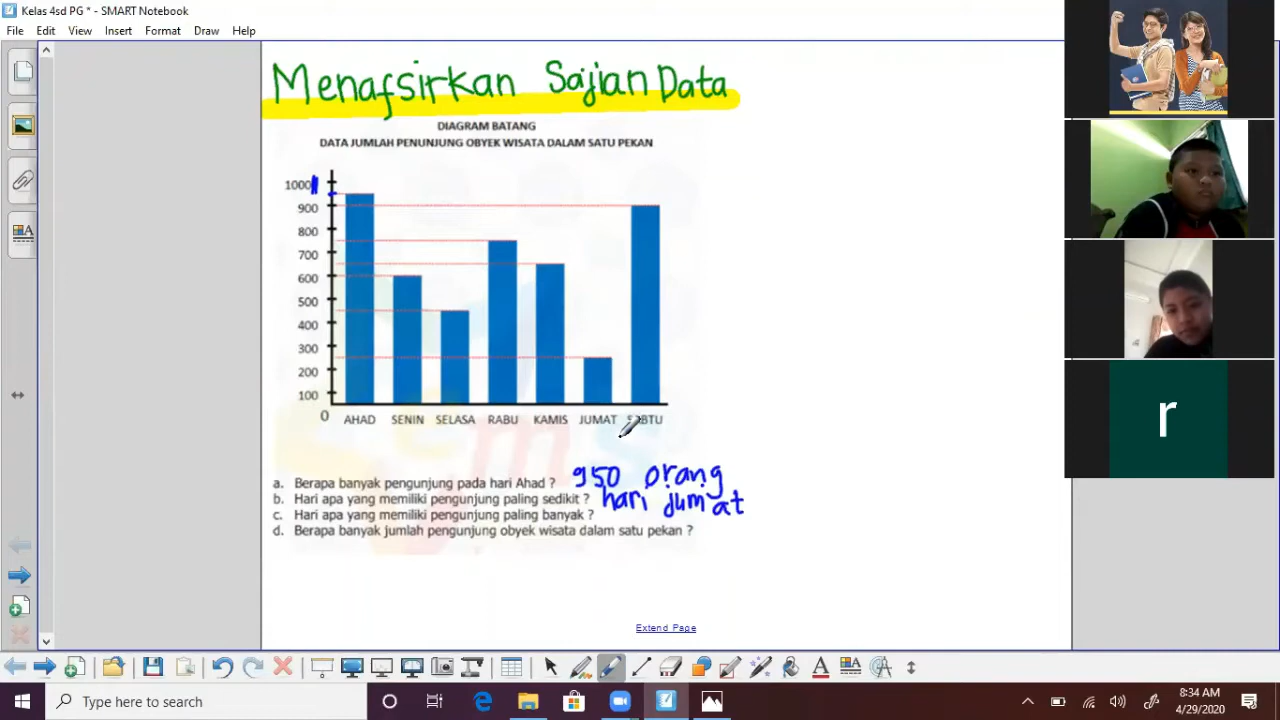 Kelas 4sd PG * - SMART Notebook
File Edit View Insert Format Draw Help
Menafsirkan Sajian Data
DIAGRAM BATANG
DATA JUMLAH PENUNJUNG OBYEK WISATA DALAM SATU PEKAN
1000
900
800
700
600
500
400
300
200
100
0
AHAD SENIN SELASA RABU KAMIS JUMAT SABTU
a. Berapa banyak pengunjung pada hari Ahad ? 950 orang
b. Hari apa yang memiliki pengunjung paling sedikit ? hari jumat
c. Hari apa yang memiliki pengunjung paling banyak ?
d. Berapa banyak jumlah pengunjung obyek wisata dalam satu pekan ?
Extend Page
r
Type here to search
8:34 AM
4/29/2020